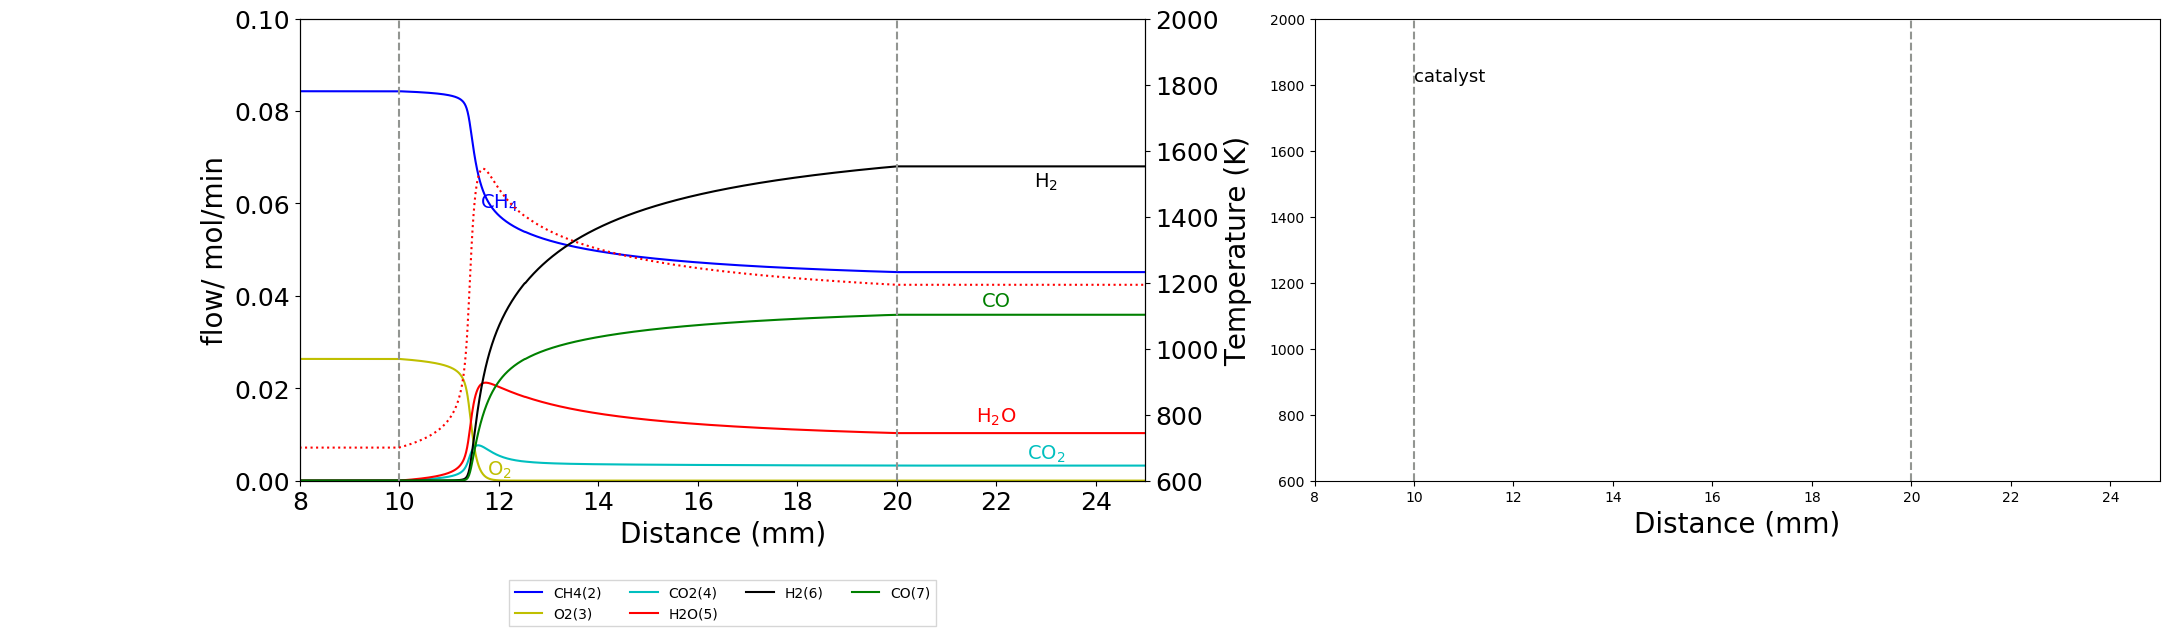 0.10
0.08
0.06
0.04
0.02
0.00
flow/ mol/min
8 10 12 14 16 18 20 22 24
Distance (mm)
2000
1800
1600
1400
1200
1000
800
600
Temperature (K)
CH₄
O₂
H₂
CO
H₂O
CO₂
CH4(2) CO2(4) H2(6) CO(7)
O2(3) H2O(5)
2000
1800
1600
1400
1200
1000
800
600
catalyst
8 10 12 14 16 18 20 22 24
Distance (mm)